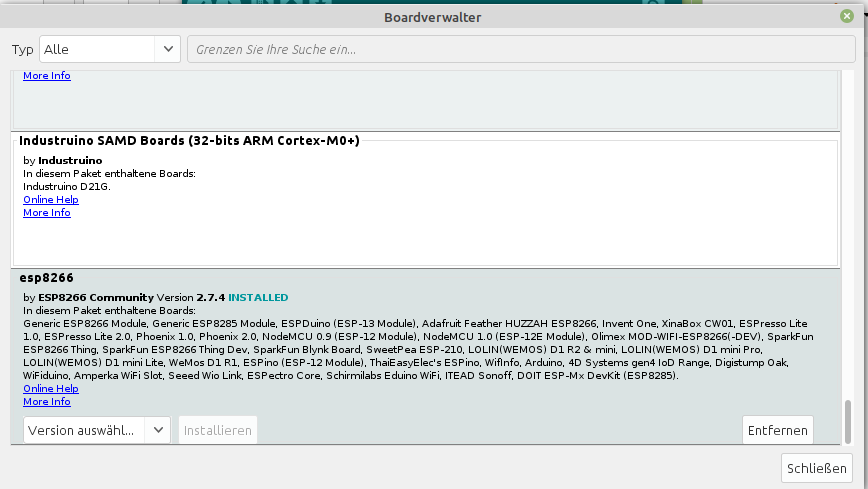 Boardverwalter
Typ Alle Grenzen Sie Ihre Suche ein...
More Info
Industruino SAMD Boards (32-bits ARM Cortex-M0+)
by Industruino
In diesem Paket enthaltene Boards:
Industruino D21G.
Online Help
More Info
esp8266
by ESP8266 Community Version 2.7.4 INSTALLED
In diesem Paket enthaltene Boards:
Generic ESP8266 Module, Generic ESP8285 Module, ESPDuino (ESP-13 Module), Adafruit Feather HUZZAH ESP8266, Invent One, XinaBox CW01, ESPresso Lite
1.0, ESPresso Lite 2.0, Phoenix 1.0, Phoenix 2.0, NodeMCU 0.9 (ESP-12 Module), NodeMCU 1.0 (ESP-12E Module), Olimex MOD-WIFI-ESP8266(-DEV), SparkFun
ESP8266 Thing, SparkFun ESP8266 Thing Dev, SparkFun Blynk Board, SweetPea ESP-210, LOLIN(WEMOS) D1 R2 & mini, LOLIN(WEMOS) D1 mini Pro,
LOLIN(WEMOS) D1 mini Lite, WeMos D1 R1, ESPino (ESP-12 Module), ThaiEasyElec's ESPino, WifInfo, Arduino, 4D Systems gen4 IoD Range, Digistump Oak,
WiFiduino, Amperka WiFi Slot, Seeed Wio Link, ESPectro Core, Schirmilabs Eduino WiFi, ITEAD Sonoff, DOIT ESP-Mx DevKit (ESP8285).
Online Help
More Info
Version auswähl... Installieren Entfernen
Schließen